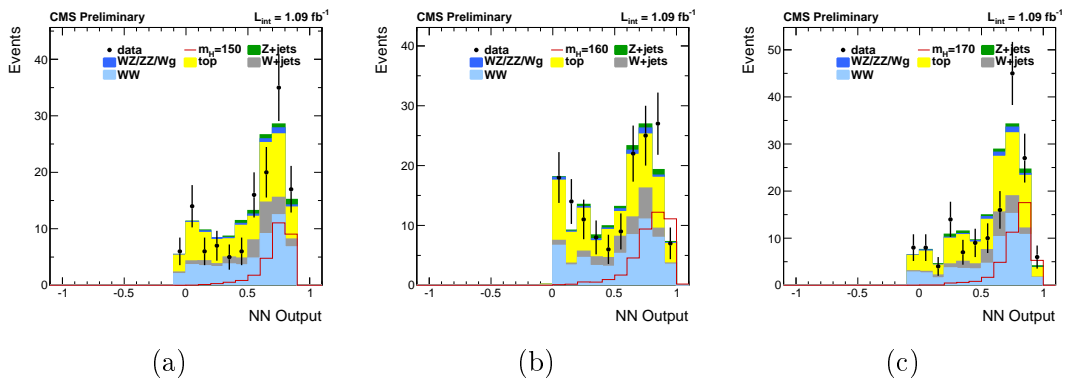 CMS Preliminary L_int = 1.09 fb⁻¹
Events
40
30
20
10
0
data m_H=150 Z+jets
WZ/ZZ/Wg top W+jets
WW
-1 -0.5 0 0.5 1
NN Output
(a)
CMS Preliminary L_int = 1.09 fb⁻¹
Events
40
30
20
10
0
data m_H=160 Z+jets
WZ/ZZ/Wg top W+jets
WW
-1 -0.5 0 0.5 1
NN Output
(b)
CMS Preliminary L_int = 1.09 fb⁻¹
Events
50
40
30
20
10
0
data m_H=170 Z+jets
WZ/ZZ/Wg top W+jets
WW
-1 -0.5 0 0.5 1
NN Output
(c)